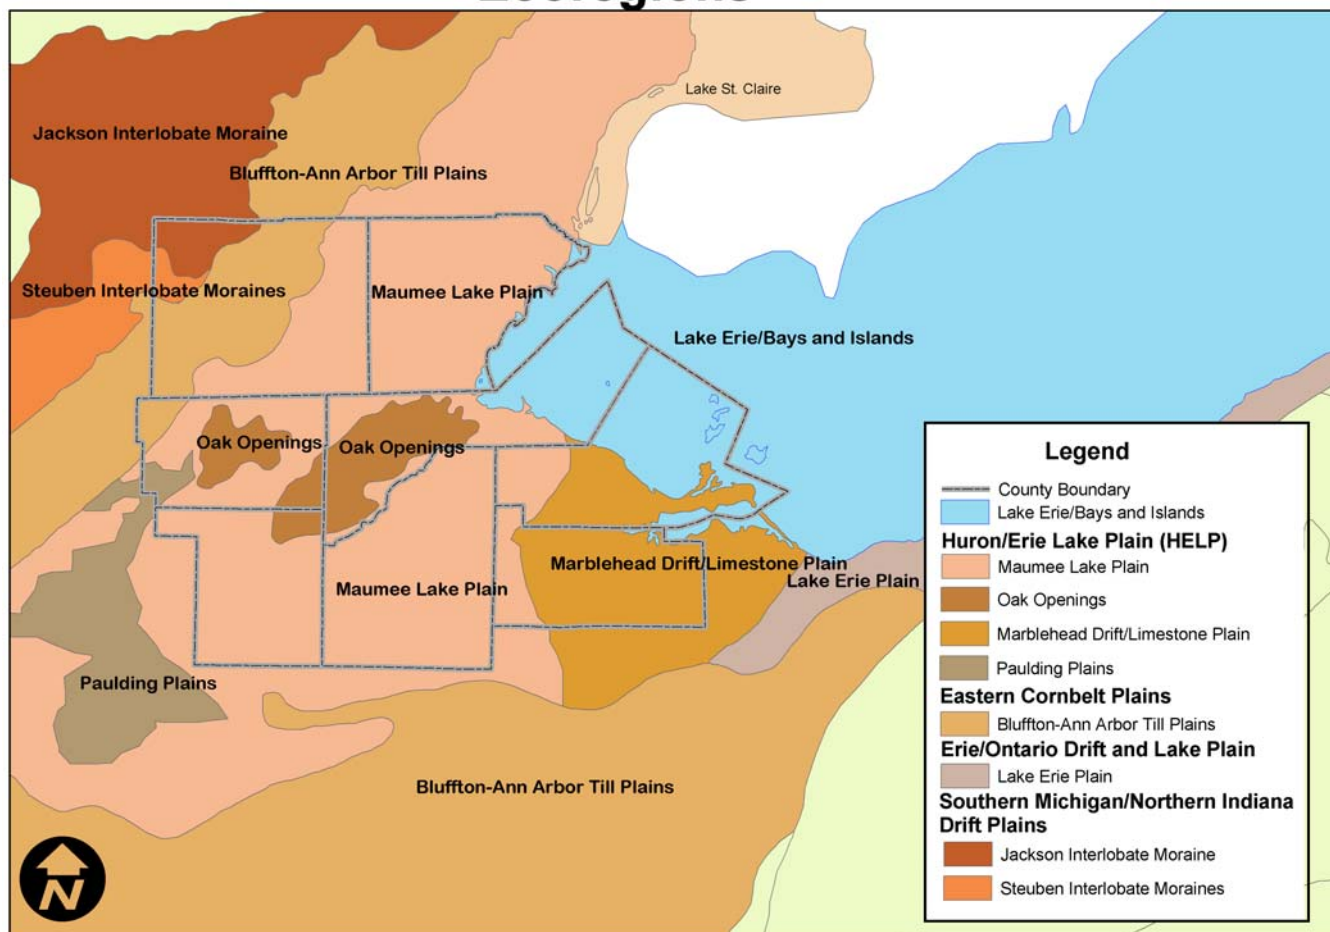 Ecoregions
Lake St. Claire
Jackson Interlobate Moraine
Bluffton-Ann Arbor Till Plains
Steuben Interlobate Moraines
Maumee Lake Plain
Lake Erie/Bays and Islands
Oak Openings
Oak Openings
Marblehead Drift/Limestone Plain
Lake Erie Plain
Maumee Lake Plain
Paulding Plains
Bluffton-Ann Arbor Till Plains
N
Legend
County Boundary
Lake Erie/Bays and Islands
Huron/Erie Lake Plain (HELP)
Maumee Lake Plain
Oak Openings
Marblehead Drift/Limestone Plain
Paulding Plains
Eastern Cornbelt Plains
Bluffton-Ann Arbor Till Plains
Erie/Ontario Drift and Lake Plain
Lake Erie Plain
Southern Michigan/Northern Indiana
Drift Plains
Jackson Interlobate Moraine
Steuben Interlobate Moraines